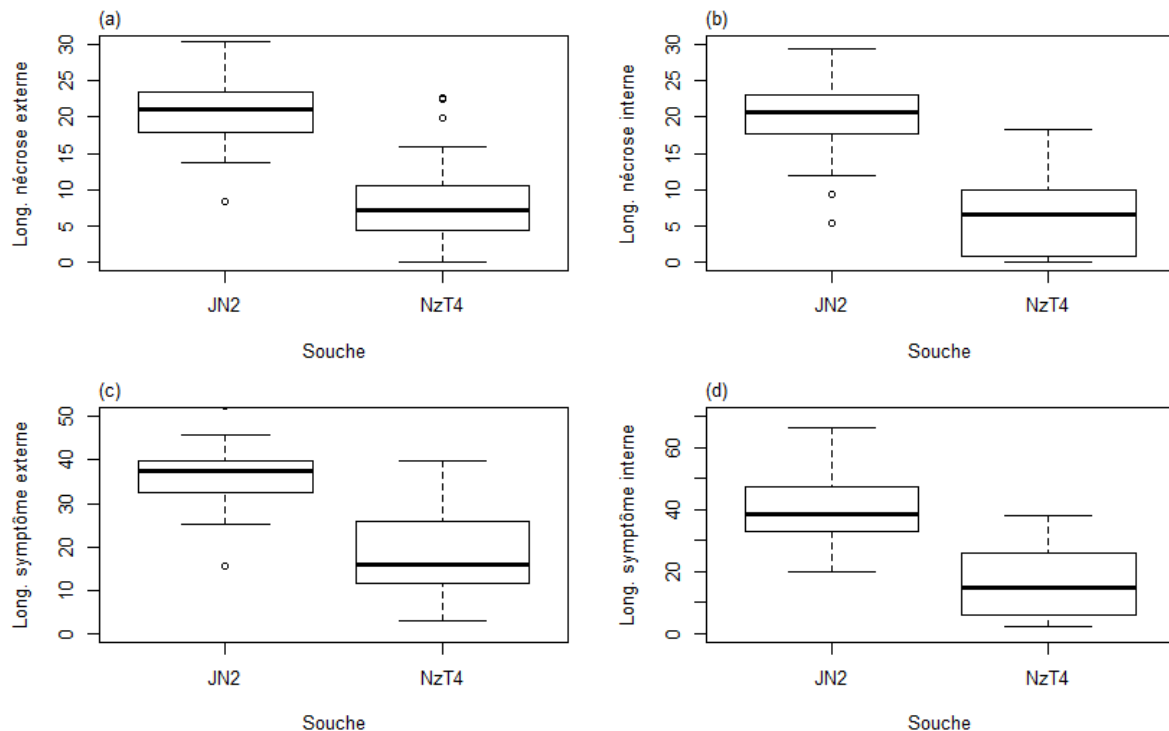 (a)
Long. nécrose externe
30
25
20
15
10
5
0
JN2
NzT4
Souche
(b)
Long. nécrose interne
30
25
20
15
10
5
0
JN2
NzT4
Souche
(c)
Long. symptôme externe
50
40
30
20
10
0
JN2
NzT4
Souche
(d)
Long. symptôme interne
60
40
20
0
JN2
NzT4
Souche